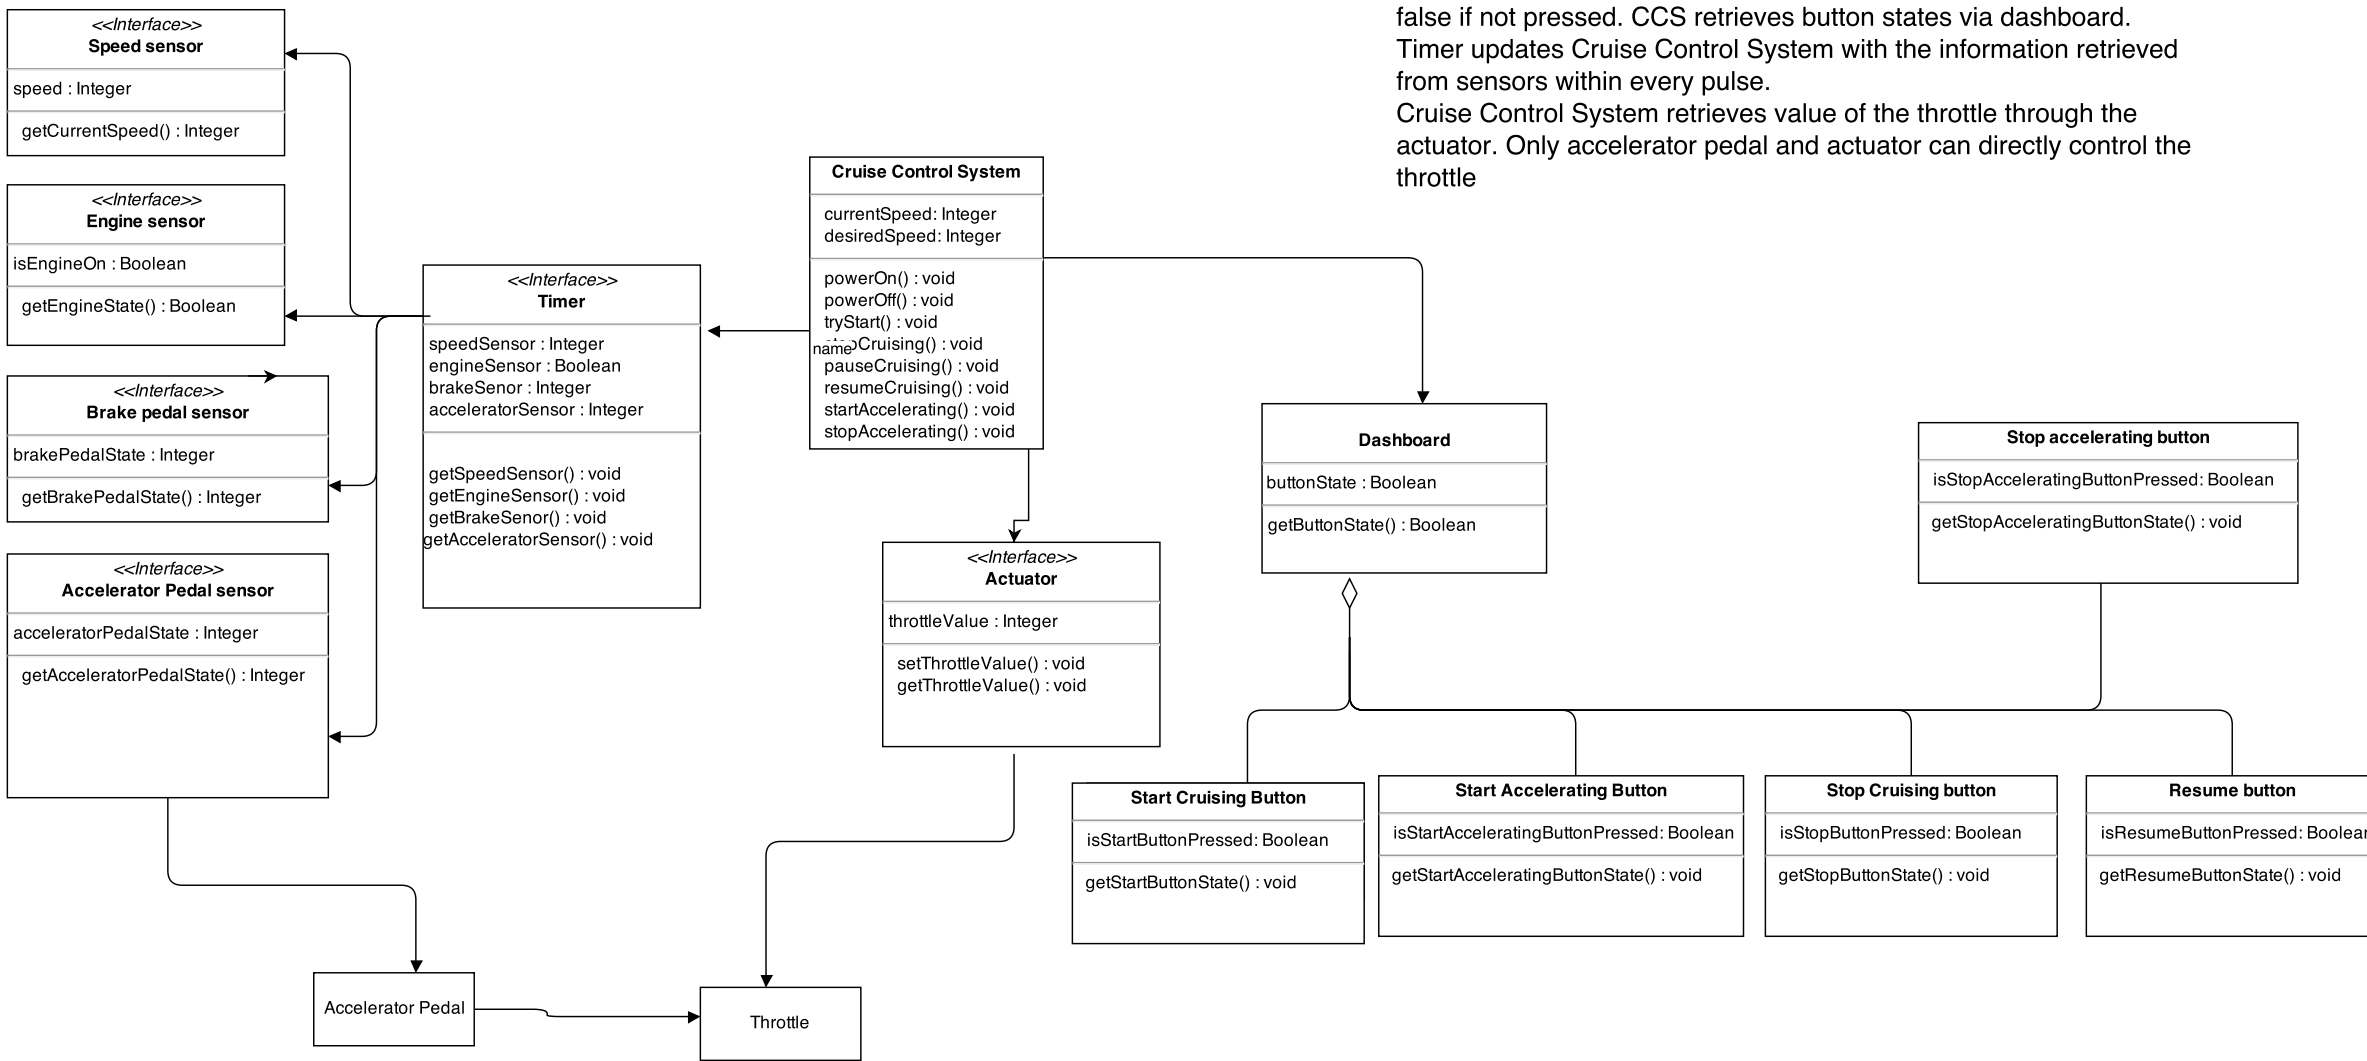 false if not pressed. CCS retrieves button states via dashboard.
Timer updates Cruise Control System with the information retrieved
from sensors within every pulse.
Cruise Control System retrieves value of the throttle through the
actuator. Only accelerator pedal and actuator can directly control the
throttle
<<Interface>>
Speed sensor
speed : Integer
getCurrentSpeed() : Integer
<<Interface>>
Engine sensor
isEngineOn : Boolean
getEngineState() : Boolean
<<Interface>>
Brake pedal sensor
brakePedalState : Integer
getBrakePedalState() : Integer
<<Interface>>
Accelerator Pedal sensor
acceleratorPedalState : Integer
getAcceleratorPedalState() : Integer
<<Interface>>
Timer
speedSensor : Integer
engineSensor : Boolean
brakeSenor : Integer
acceleratorSensor : Integer
getSpeedSensor() : void
getEngineSensor() : void
getBrakeSenor() : void
getAcceleratorSensor() : void
Cruise Control System
currentSpeed: Integer
desiredSpeed: Integer
powerOn() : void
powerOff() : void
tryStart() : void
name
stopCruising() : void
pauseCruising() : void
resumeCruising() : void
startAccelerating() : void
stopAccelerating() : void
<<Interface>>
Actuator
throttleValue : Integer
setThrottleValue() : void
getThrottleValue() : void
Dashboard
buttonState : Boolean
getButtonState() : Boolean
Stop accelerating button
isStopAcceleratingButtonPressed: Boolean
getStopAcceleratingButtonState() : void
Start Cruising Button
isStartButtonPressed: Boolean
getStartButtonState() : void
Start Accelerating Button
isStartAcceleratingButtonPressed: Boolean
getStartAcceleratingButtonState() : void
Stop Cruising button
isStopButtonPressed: Boolean
getStopButtonState() : void
Resume button
isResumeButtonPressed: Boolean
getResumeButtonState() : void
Accelerator Pedal
Throttle